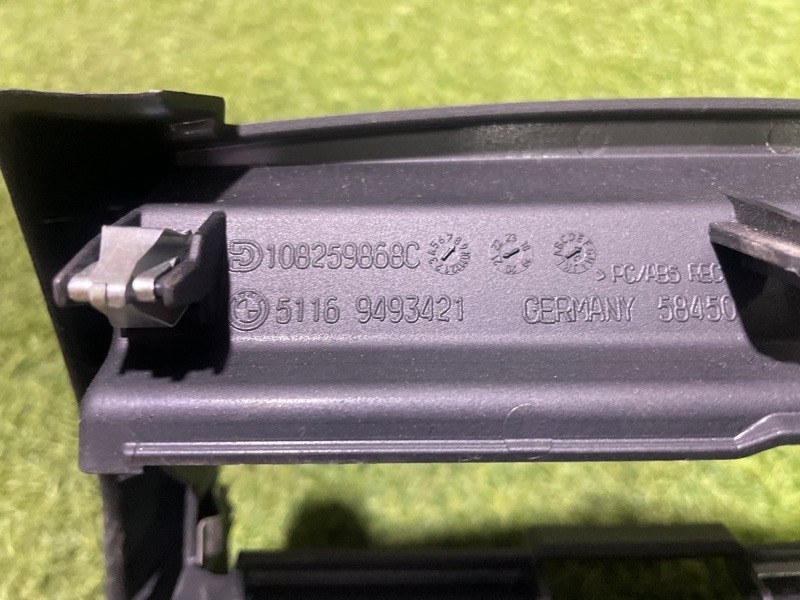 108259868C
> PC/ABS REC
5116 9493421 GERMANY 58450